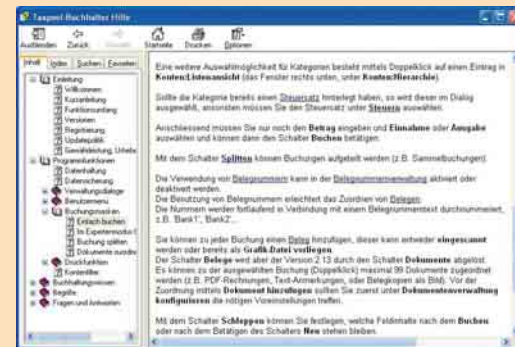 Taxpool-Buchhalter Hilfe
Ausblenden Zurück Startseite Drucken Optionen
Inhalt Index Suchen Favoriten
Einleitung
Willkommen
Kurzanleitung
Funktionsumfang
Versionen
Registrierung
Updatepolitik
Gewährleistung, Urhebe
Programmfunktionen
Datenhaltung
Datensicherung
Verwaltungsdialoge
Benutzermenü
Buchungsmasken
Einfach buchen
Im Expertenmodus
Buchung splitten
Dokumente zuordne
Druckfunktion
Kontenfilter
Buchhaltungswissen
Begriffe
Fragen und Antworten
Eine weitere Auswahlmöglichkeit für Kategorien besteht mittels Doppelklick auf einen Eintrag in
Konten:Listenansicht (das Fenster rechts unten, unter Konten:Hierarchie).
Sollte die Kategorie bereits einen Steuersatz hinterlegt haben, so wird dieser im Dialog
ausgewählt, ansonsten müssen Sie den Steuersatz unter Steuern auswählen.
Anschliessend müssen Sie nur noch den Betrag eingeben und Einnahme oder Ausgabe
auswählen und können dann den Schalter Buchen betätigen.
Mit dem Schalter Splitten können Buchungen aufgeteilt werden (z.B. Sammelbuchungen).
Die Verwendung von Belegnummern kann in der Belegnummernverwaltung aktiviert oder
deaktiviert werden.
Die Benutzung von Belegnummern erleichtert das Zuordnen von Belegen.
Die Nummern werden fortlaufend in Verbindung mit einem Belegnummerntext durchnummeriert,
z.B. 'Bank1', 'Bank2'...
Sie können zu jeder Buchung einen Beleg hinzufügen, dieser kann entweder eingescannt
werden oder bereits als Grafik-Datei vorliegen.
Der Schalter Belege wird aber der Version 2.13 durch den Schalter Dokumente abgelöst.
Es können zu der ausgewählten Buchung (Doppelklick) maximal 99 Dokumente zugeordnet
werden (z.B. PDF-Rechnungen, Text-Anmerkungen, oder Belegkopien als BMP). Vor der
Zuordnung mittels Dokument hinzufügen sollten Sie zuerst unter Dokumentenverwaltung
konfigurieren die nötigen Voreinstellungen treffen.
Mit dem Schalter Schleppen können Sie festlegen, welche Feldinhalte nach dem Buchen
oder nach dem Betätigen des Schalters Neu stehen bleiben.